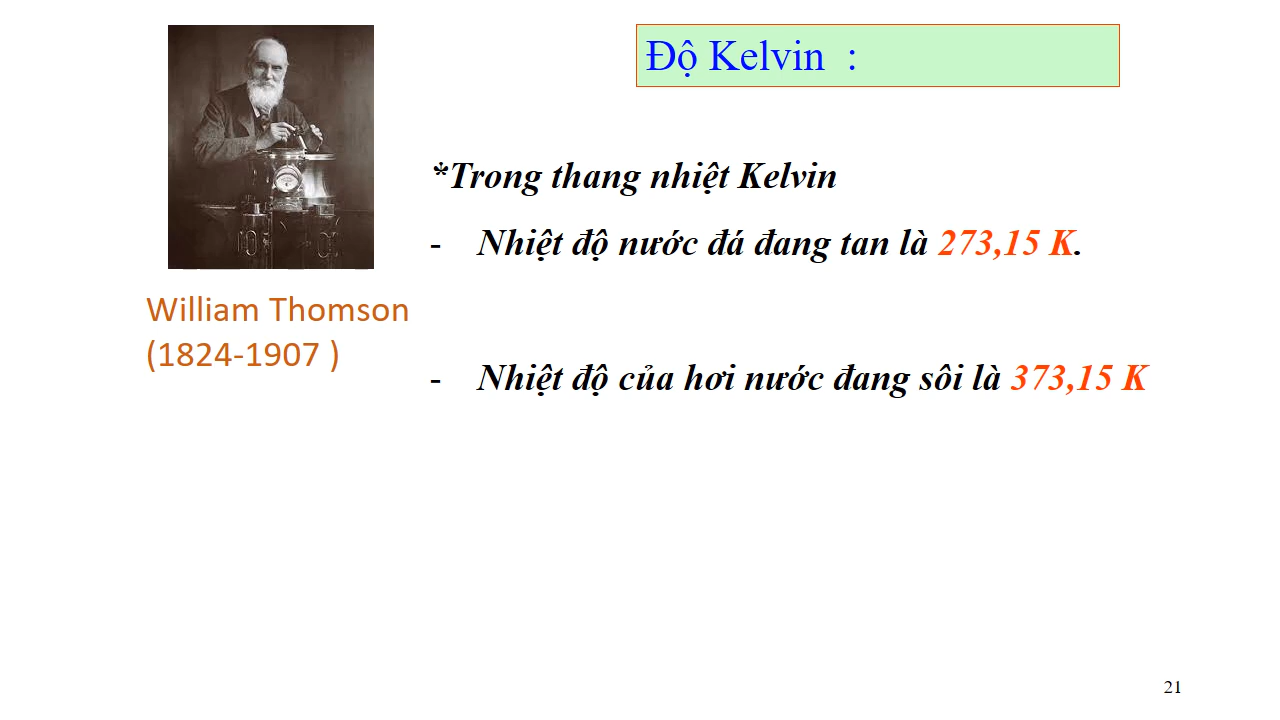 Độ Kelvin :
*Trong thang nhiệt Kelvin
- Nhiệt độ nước đá đang tan là 273,15 K.
William Thomson
(1824-1907 )
- Nhiệt độ của hơi nước đang sôi là 373,15 K
21